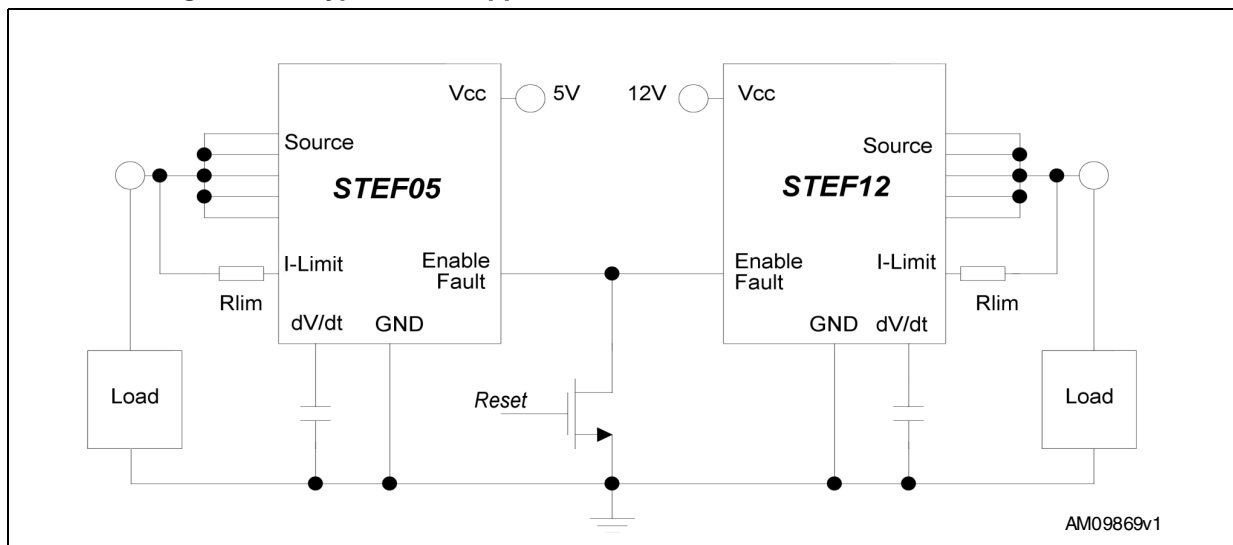 Vcc
5V
12V
Vcc
Source
Source
STEF05
STEF12
I-Limit
Enable
Fault
Enable
Fault
I-Limit
Rlim
Rlim
dV/dt
GND
GND
dV/dt
Load
Reset
Load
AM09869v1